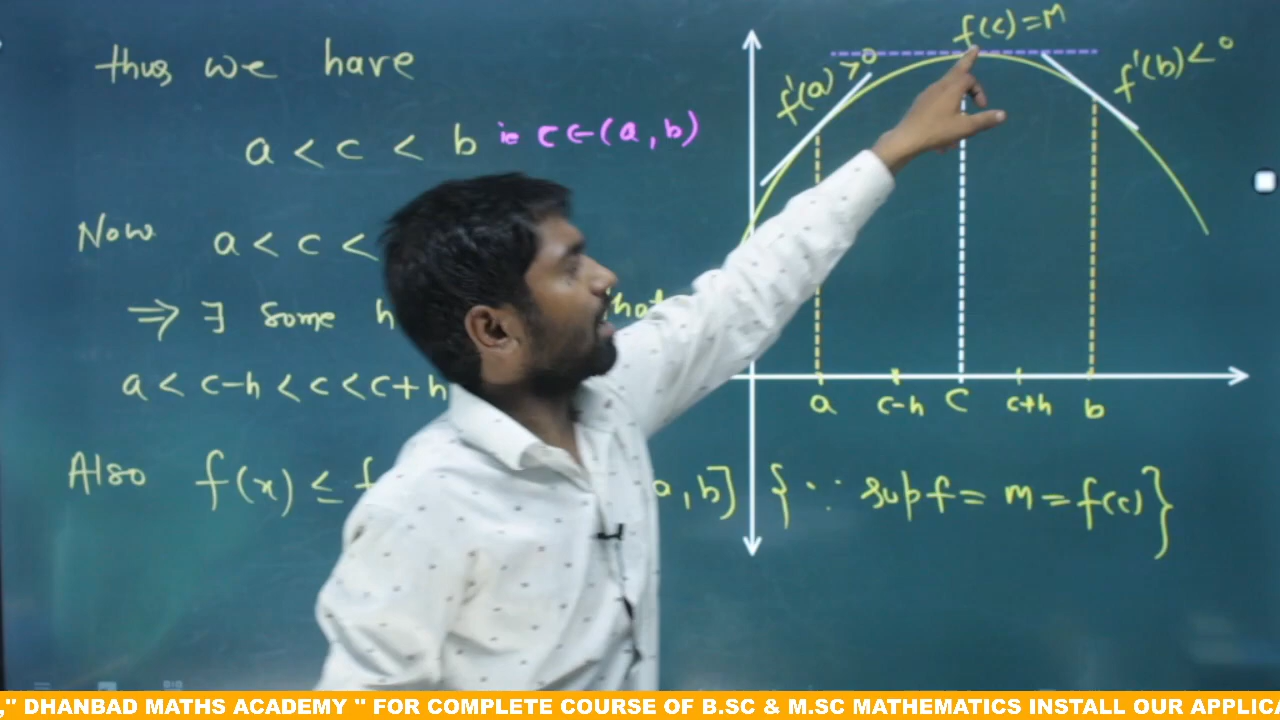 thus we have
a < c < b ie c ∈ (a, b)
Now a < c <
⇒ ∃ some h
a < c-h < c < c+h
Also f(x) ≤ f , b] {∵ sup f = m = f(c)}
f(c) = M
f'(a) > 0
f'(b) < 0
a c-h c c+h b
," DHANBAD MATHS ACADEMY " FOR COMPLETE COURSE OF B.SC & M.SC MATHEMATICS INSTALL OUR APPLICA